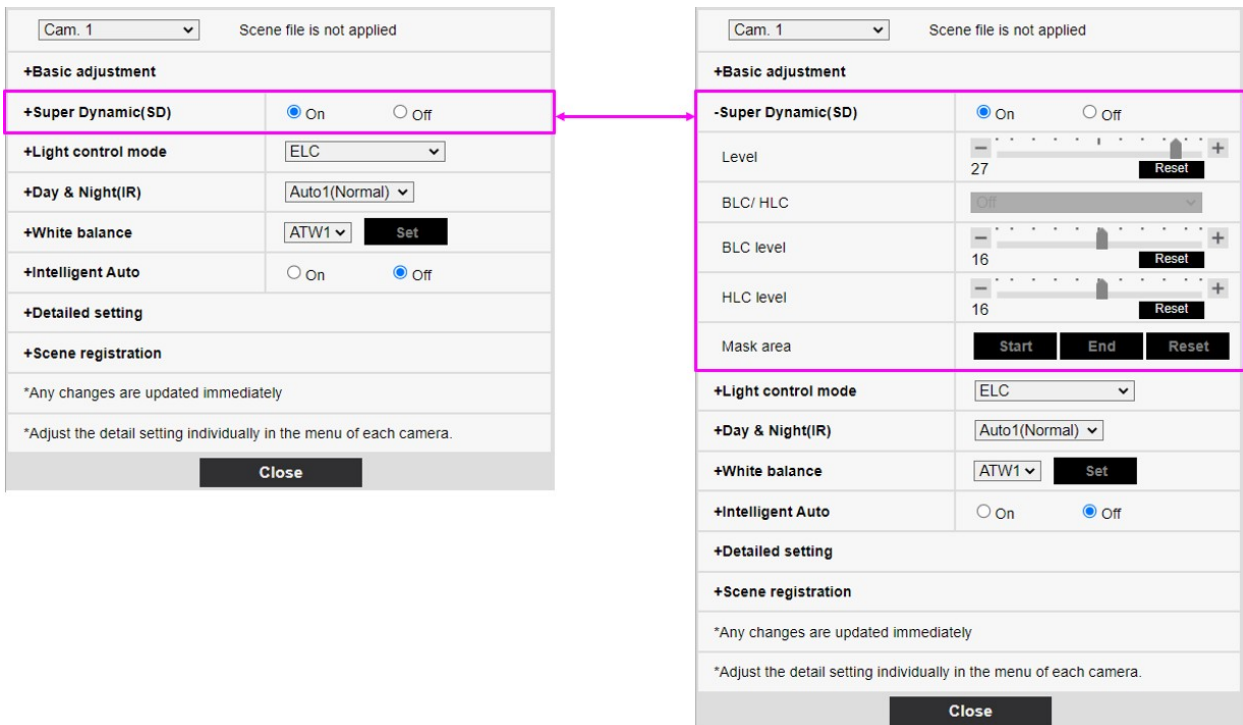 Cam. 1 Scene file is not applied
+Basic adjustment
+Super Dynamic(SD) On Off
+Light control mode ELC
+Day & Night(IR) Auto1(Normal)
+White balance ATW1 Set
+Intelligent Auto On Off
+Detailed setting
+Scene registration
*Any changes are updated immediately
*Adjust the detail setting individually in the menu of each camera.
Close
Cam. 1 Scene file is not applied
+Basic adjustment
-Super Dynamic(SD) On Off
Level - +
27 Reset
BLC/ HLC Off
BLC level - +
16 Reset
HLC level - +
16 Reset
Mask area Start End Reset
+Light control mode ELC
+Day & Night(IR) Auto1(Normal)
+White balance ATW1 Set
+Intelligent Auto On Off
+Detailed setting
+Scene registration
*Any changes are updated immediately
*Adjust the detail setting individually in the menu of each camera.
Close